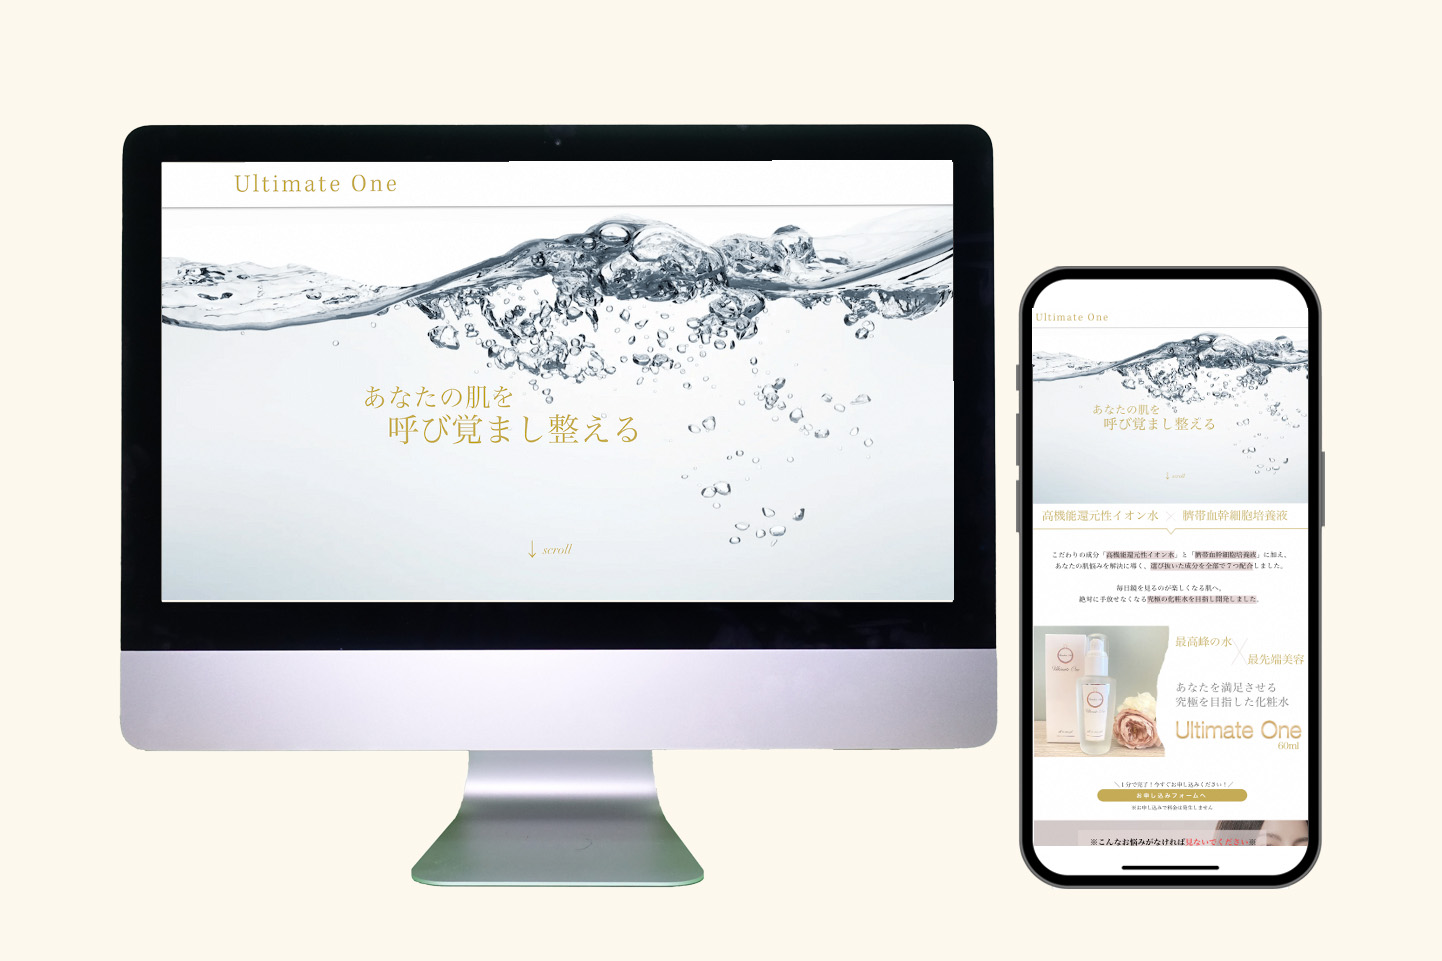 Ultimate One
あなたの肌を
呼び覚まし整える
↓ scroll
Ultimate One
あなたの肌を
呼び覚まし整える
↓ scroll
高機能還元性イオン水 × 臍帯血幹細胞培養液
こだわりの成分「高機能還元性イオン水」と「臍帯血幹細胞培養液」に加え、
あなたの肌悩みを解決に導く、選び抜いた成分を全部で7つ配合しました。
毎日鏡を見るのが楽しくなる肌へ。
絶対に手放せなくなる究極の化粧水を目指し開発しました。
最高峰の水
×
最先端美容
あなたを満足させる
究極を目指した化粧水
Ultimate One
60ml
Ultimate One
Ultimate One
＼1分で完了！今すぐお申し込みください！／
お申し込みフォームへ
※お申し込みで料金は発生しません
※こんなお悩みがなければ見ないでください※